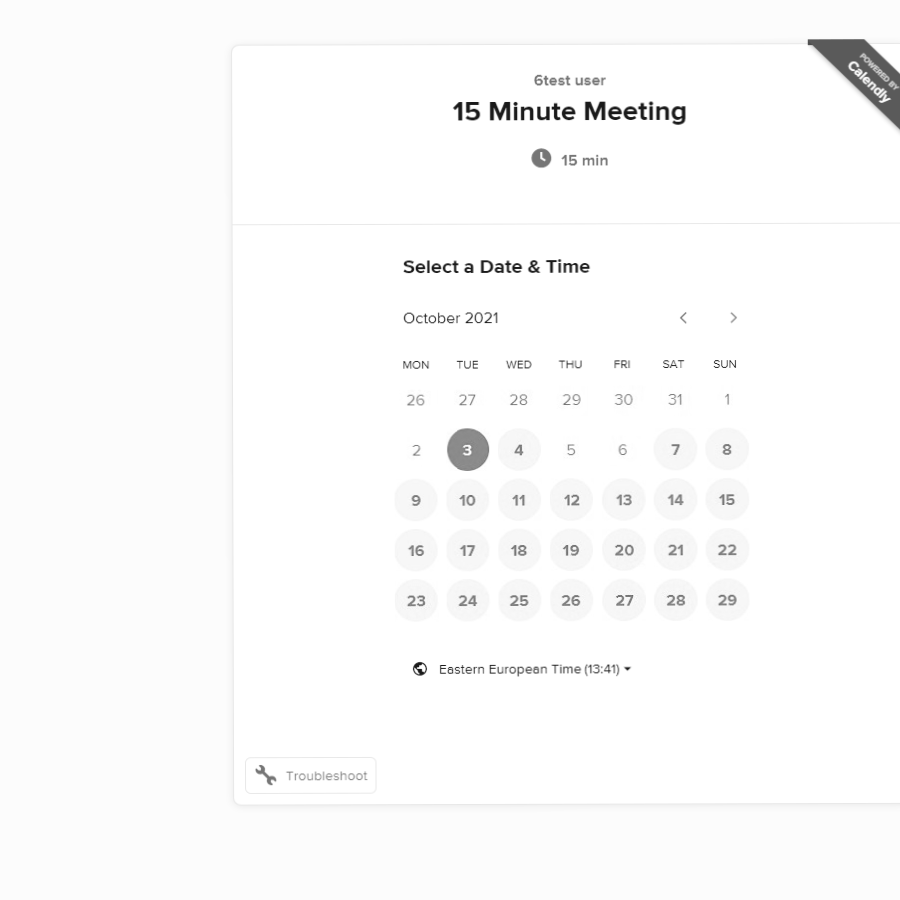 POWERED BY
Calendly
6test user
15 Minute Meeting
15 min
Select a Date & Time
October 2021
MON TUE WED THU FRI SAT SUN
26 27 28 29 30 31 1
2 3 4 5 6 7 8
9 10 11 12 13 14 15
16 17 18 19 20 21 22
23 24 25 26 27 28 29
Eastern European Time (13:41)
Troubleshoot